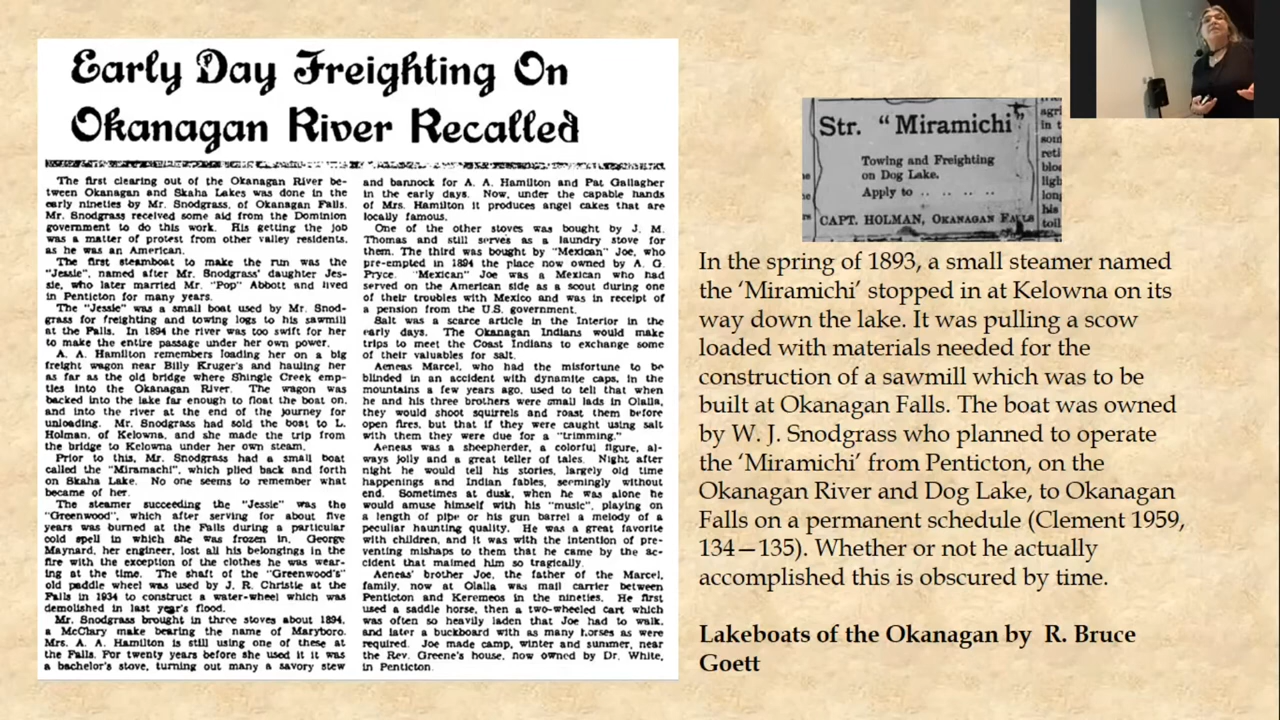 Early Day Freighting On
Okanagan River Recalled
The first clearing out of the Okanagan River be-
tween Okanagan and Skaha Lakes was done in the
early nineties by Mr. Snodgrass, of Okanagan Falls.
Mr. Snodgrass received some aid from the Dominion
government to do this work. His getting the job
was a matter of protest from other valley residents,
as he was an American.
The first steamboat to make the run was the
"Jessie", named after Mr. Snodgrass' daughter Jes-
sie, who later married Mr. "Pop" Abbott and lived
in Penticton for many years.
The "Jessie" was a small boat used by Mr. Snod-
grass for freighting and towing logs to his sawmill
at the Falls. In 1894 the river was too swift for her
to make the entire passage under her own power.
A. A. Hamilton remembers loading her on a big
freight wagon near Billy Kruger's and hauling her
as far as the old bridge where Shingle Creek emp-
ties into the Okanagan River. The wagon was
backed into the lake far enough to float the boat on,
and into the river at the end of the journey for
unloading. Mr. Snodgrass had sold the boat to L.
Holman, of Kelowna, and she made the trip from
the bridge to Kelowna under her own steam.
Prior to this, Mr. Snodgrass had a small boat
called the "Miramachi", which plied back and forth
on Skaha Lake. No one seems to remember what
became of her.
The steamer succeeding the "Jessie" was the
"Greenwood", which after serving for about five
years was burned at the Falls during a particular
cold spell in which she was frozen in. George
Maynard, her engineer, lost all his belongings in the
fire with the exception of the clothes he was wear-
ing at the time. The shaft of the "Greenwood's"
old paddle wheel was used by J. R. Christie at the
Falls in 1934 to construct a water-wheel which was
demolished in last year's flood.
Mr. Snodgrass brought in three stoves about 1894,
a McClary make bearing the name of Maryboro.
Mrs. A. A. Hamilton is still using one of these at
the Falls. For twenty years before she used it it was
a bachelor's stove, turning out many a savory stew
and bannock for A. A. Hamilton and Pat Gallagher
in the early days. Now, under the capable hands
of Mrs. Hamilton it produces angel cakes that are
locally famous.
One of the other stoves was bought by J. M.
Thomas and still serves as a laundry stove for
them. The third was bought by "Mexican" Joe, who
pre-empted in 1894 the place now owned by A. G.
Pryce. "Mexican" Joe was a Mexican who had
served on the American side as a scout during one
of their troubles with Mexico and was in receipt of
a pension from the U.S. government.
Salt was a scarce article in the Interior in the
early days. The Okanagan Indians would make
trips to meet the Coast Indians to exchange some
of their valuables for salt.
Aeneas Marcel, who had the misfortune to be
blinded in an accident with dynamite caps, in the
mountains a few years ago, used to tell that when
he and his three brothers were small lads in Olalla,
they would shoot squirrels and roast them before
open fires, but that if they were caught using salt
with them they were due for a "trimming."
Aeneas was a sheepherder, a colorful figure, al-
ways jolly and a great teller of tales. Night after
night he would tell his stories, largely old time
happenings and Indian fables, seemingly without
end. Sometimes at dusk, when he was alone he
would amuse himself with his "music", playing on
a length of pipe or his gun barrel a melody of a
peculiar haunting quality. He was a great favorite
with children, and it was with the intention of pre-
venting mishaps to them that he came by the ac-
cident that maimed him so tragically.
Aeneas' brother Joe, the father of the Marcel
family, now at Olalla was mail carrier between
Penticton and Keremeos in the nineties. He first
used a saddle horse, then a two-wheeled cart which
was often so heavily laden that Joe had to walk,
and later a buckboard with as many horses as were
required. Joe made camp, winter and summer, near
the Rev. Greene's house, now owned by Dr. White,
in Penticton.
Str. "Miramichi"
Towing and Freighting
on Dog Lake.
Apply to .. .. .. ..
CAPT. HOLMAN, OKANAGAN FALLS
In the spring of 1893, a small steamer named
the 'Miramichi' stopped in at Kelowna on its
way down the lake. It was pulling a scow
loaded with materials needed for the
construction of a sawmill which was to be
built at Okanagan Falls. The boat was owned
by W. J. Snodgrass who planned to operate
the 'Miramichi' from Penticton, on the
Okanagan River and Dog Lake, to Okanagan
Falls on a permanent schedule (Clement 1959,
134—135). Whether or not he actually
accomplished this is obscured by time.
Lakeboats of the Okanagan by R. Bruce
Goett